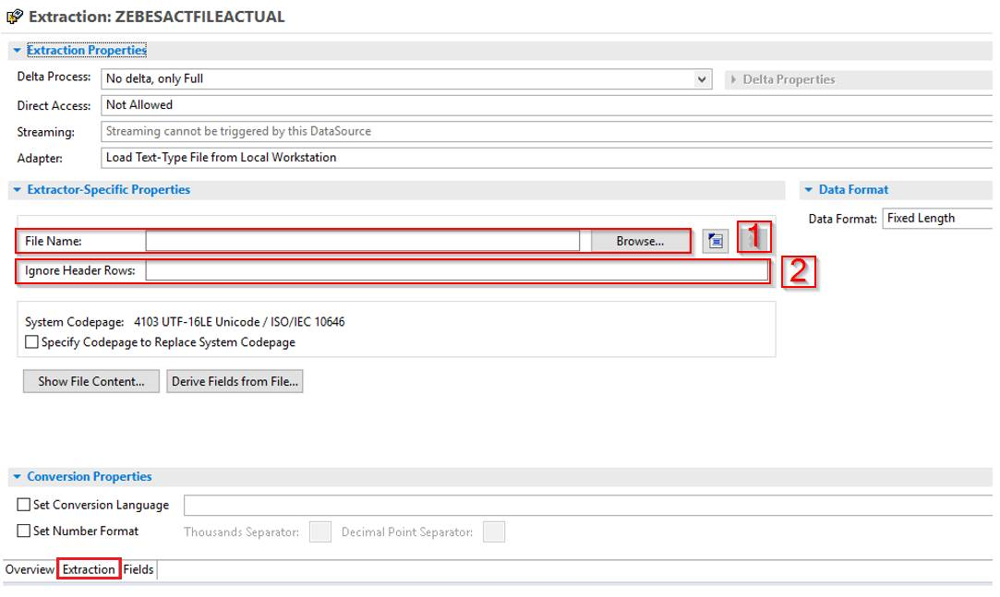 Extraction: ZEBESACTFILEACTUAL
Extraction Properties
Delta Process: No delta, only Full Delta Properties
Direct Access: Not Allowed
Streaming: Streaming cannot be triggered by this DataSource
Adapter: Load Text-Type File from Local Workstation
Extractor-Specific Properties Data Format
Data Format: Fixed Length
File Name: Browse... 1
Ignore Header Rows: 2
System Codepage: 4103 UTF-16LE Unicode / ISO/IEC 10646
Specify Codepage to Replace System Codepage
Show File Content... Derive Fields from File...
Conversion Properties
Set Conversion Language
Set Number Format Thousands Separator: Decimal Point Separator:
Overview Extraction Fields